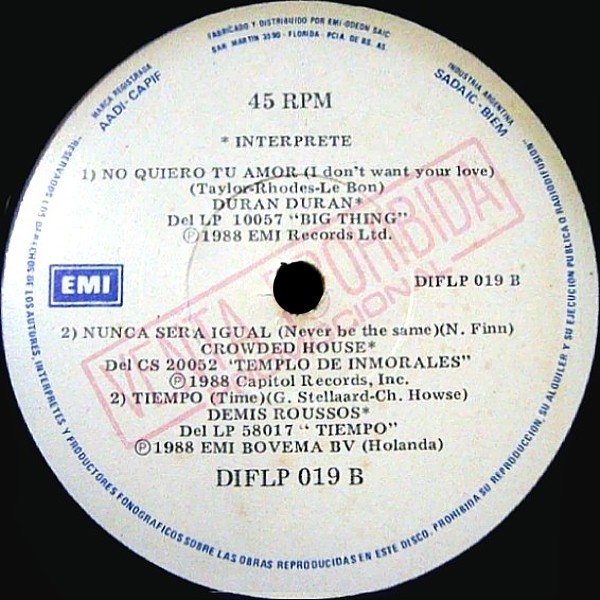 FABRICADO Y DISTRIBUIDO POR EMI-ODEON SAIC
SAN MARTIN 3590 - FLORIDA - PCIA. DE BS. AS.
MARCA REGISTRADA
AADI-CAPIF
INDUSTRIA ARGENTINA
SADAIC-BIEM
45 RPM
* INTERPRETE
1) NO QUIERO TU AMOR (I don't want your love)
(Taylor-Rhodes-Le Bon)
DURAN DURAN*
Del LP 10057 "BIG THING"
Ⓟ1988 EMI Records Ltd.
EMI
DIFLP 019 B
VENTA PROHIBIDA
2) NUNCA SERA IGUAL (Never be the same)(N. Finn)
CROWDED HOUSE*
Del CS 20052 'TEMPLO DE INMORALES"
Ⓟ1988 Capitol Records, Inc.
2) TIEMPO (Time)(G. Stellaard-Ch. Howse)
DEMIS ROUSSOS*
Del LP 58017 " TIEMPO"
Ⓟ1988 EMI BOVEMA BV (Holanda)
DIFLP 019 B
"RESERVADOS LOS DERECHOS DE LOS AUTORES, INTERPRETES Y PRODUCTORES FONOGRAFICOS SOBRE LAS OBRAS REPRODUCIDAS EN ESTE DISCO. PROHIBIDA SU REPRODUCCION, SU ALQUILER Y SU EJECUCION PUBLICA O RADIODIFUSION"